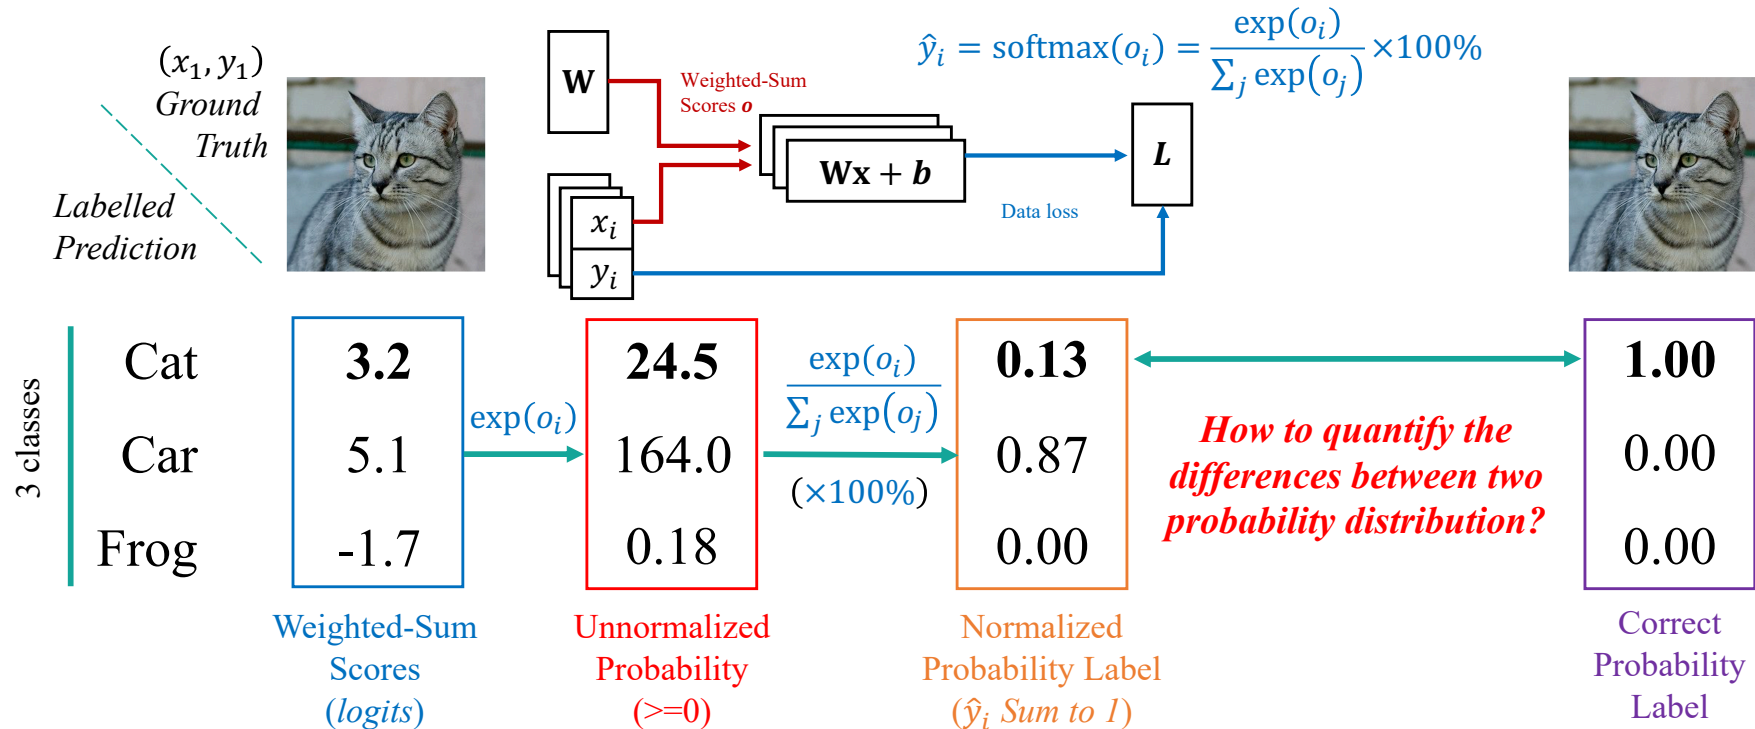 (x₁, y₁)
Ground
Truth
Labelled
Prediction
W
Weighted-Sum
Scores o
xᵢ
yᵢ
Wx + b
Data loss
L
ŷᵢ = softmax(oᵢ) = exp(oᵢ) / ∑ⱼ exp(oⱼ) ×100%
3 classes
Cat
Car
Frog
3.2
5.1
-1.7
Weighted-Sum
Scores
(logits)
exp(oᵢ)
24.5
164.0
0.18
Unnormalized
Probability
(>=0)
exp(oᵢ) / ∑ⱼ exp(oⱼ)
(×100%)
0.13
0.87
0.00
Normalized
Probability Label
(ŷᵢ Sum to 1)
How to quantify the
differences between two
probability distribution?
1.00
0.00
0.00
Correct
Probability
Label